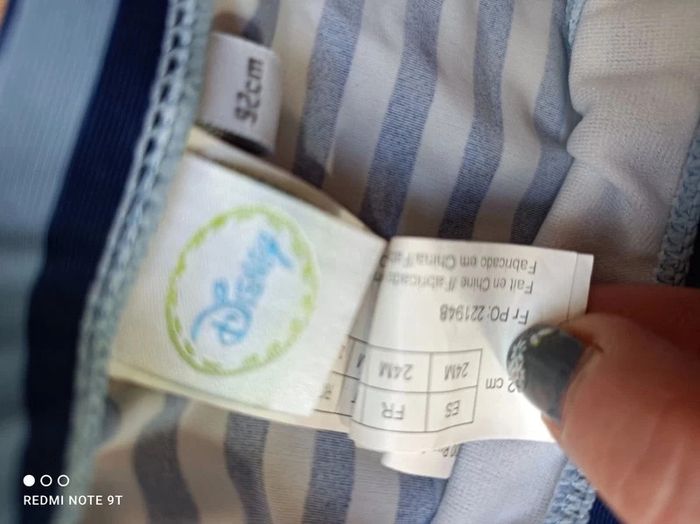 92cm
Disney
ES FR
cm 24M 24M
Fr PO: 221948
Fait en Chine //Fabricado
Fabricado em China
REDMI NOTE 9T